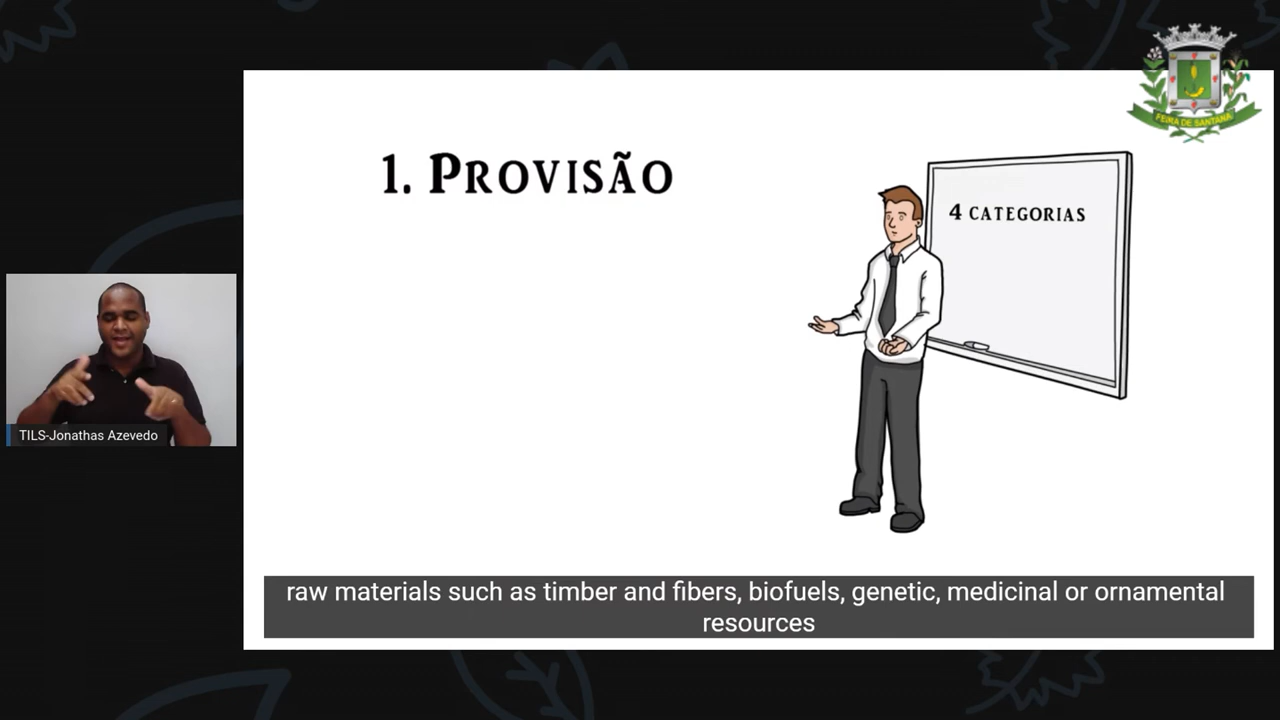 FEIRA DE SANTANA
1. PROVISÃO
4 CATEGORIAS
TILS-Jonathas Azevedo
raw materials such as timber and fibers, biofuels, genetic, medicinal or ornamental
resources